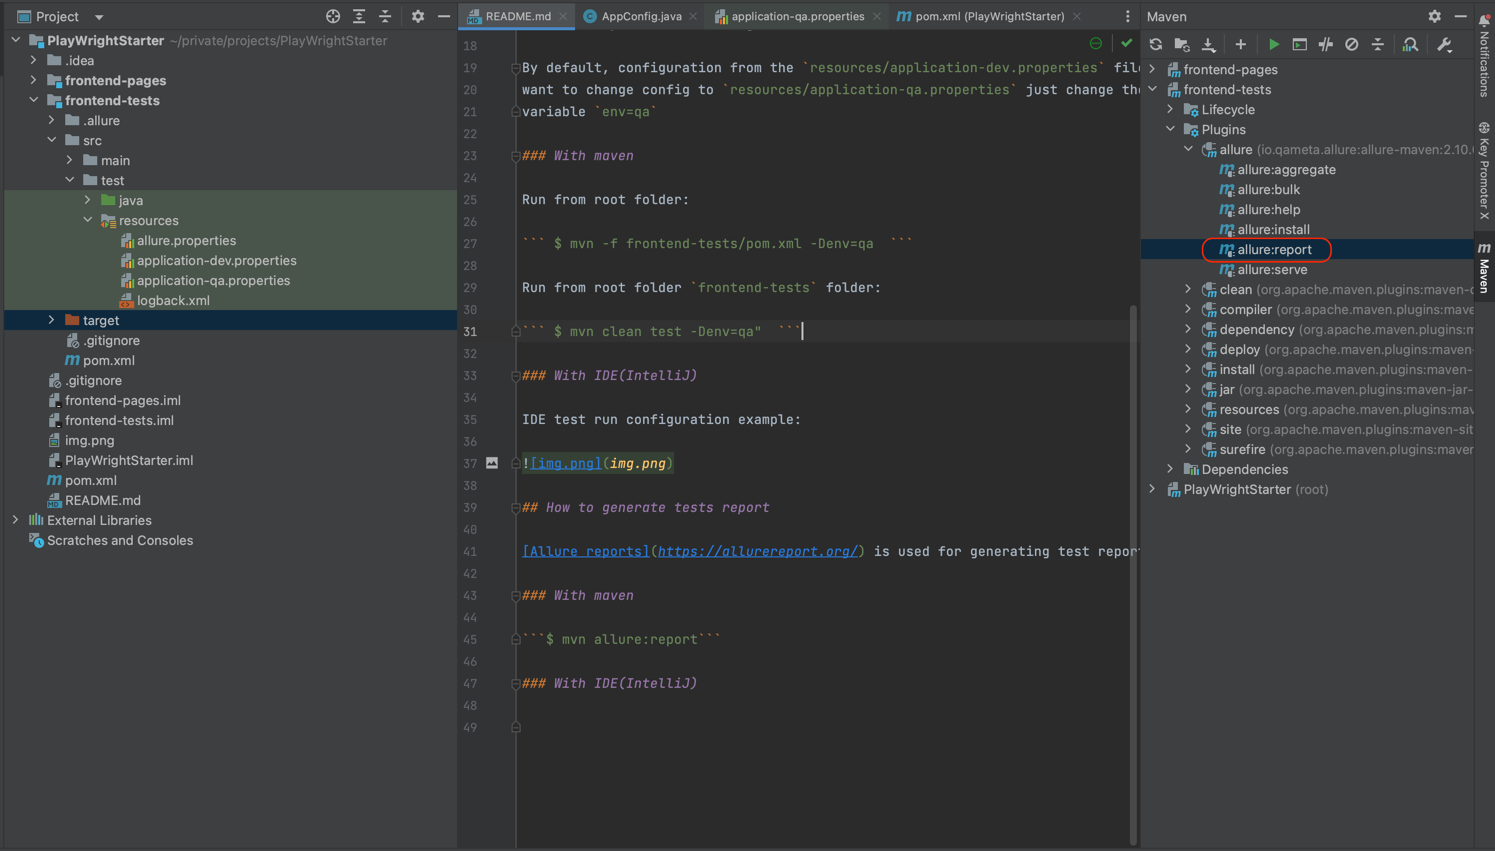 Project
README.md
AppConfig.java
application-qa.properties
pom.xml (PlayWrightStarter)
Maven
PlayWrightStarter ~/private/projects/PlayWrightStarter
.idea
frontend-pages
frontend-tests
.allure
src
main
test
java
resources
allure.properties
application-dev.properties
application-qa.properties
logback.xml
target
.gitignore
pom.xml
.gitignore
frontend-pages.iml
frontend-tests.iml
img.png
PlayWrightStarter.iml
pom.xml
README.md
External Libraries
Scratches and Consoles
18
19 By default, configuration from the `resources/application-dev.properties` file
20 want to change config to `resources/application-qa.properties` just change the
21 variable `env=qa`
22
23 ### With maven
24
25 Run from root folder:
26
27 ``` $ mvn -f frontend-tests/pom.xml -Denv=qa  ```
28
29 Run from root folder `frontend-tests` folder:
30
31 ``` $ mvn clean test -Denv=qa"  ```
32
33 ### With IDE(IntelliJ)
34
35 IDE test run configuration example:
36
37 ![img.png](img.png)
38
39 ## How to generate tests report
40
41 [Allure reports](https://allurereport.org/) is used for generating test repor
42
43 ### With maven
44
45 ```$ mvn allure:report```
46
47 ### With IDE(IntelliJ)
48
49
frontend-pages
frontend-tests
Lifecycle
Plugins
allure (io.qameta.allure:allure-maven:2.10.
allure:aggregate
allure:bulk
allure:help
allure:install
allure:report
allure:serve
clean (org.apache.maven.plugins:maven-c
compiler (org.apache.maven.plugins:mave
dependency (org.apache.maven.plugins:m
deploy (org.apache.maven.plugins:maven-
install (org.apache.maven.plugins:maven-
jar (org.apache.maven.plugins:maven-jar-
resources (org.apache.maven.plugins:mav
site (org.apache.maven.plugins:maven-sit
surefire (org.apache.maven.plugins:maven
Dependencies
PlayWrightStarter (root)
Notifications
Key Promoter X
Maven